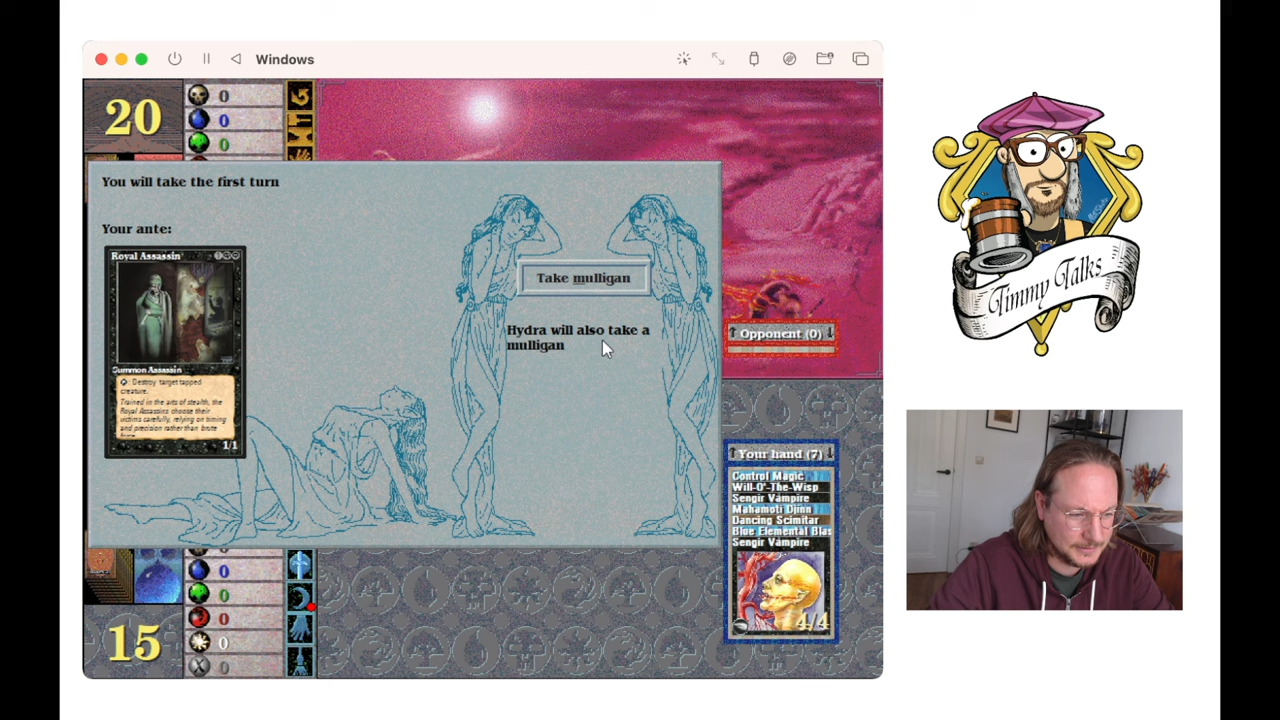 Windows
20
0
0
0
You will take the first turn
Your ante:
Royal Assassin
Summon Assassin
: Destroy target tapped
creature.
Trained in the arts of stealth, the
Royal Assassins choose their
victims carefully, relying on timing
and precision rather than brute
force.
1/1
Take mulligan
Hydra will also take a
mulligan
Opponent (0)
Your hand (7)
Control Magic
Will-O'-The-Wisp
Sengir Vampire
Mahamoti Djinn
Dancing Scimitar
Blue Elemental Blas
Sengir Vampire
4/4
0
0
0
0
0
X 0
15
Timmy Talks